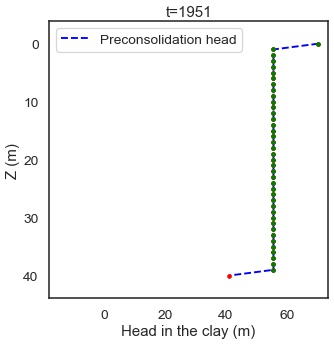 t=1951
Preconsolidation head
0
10
20
30
40
Z (m)
0 20 40 60
Head in the clay (m)